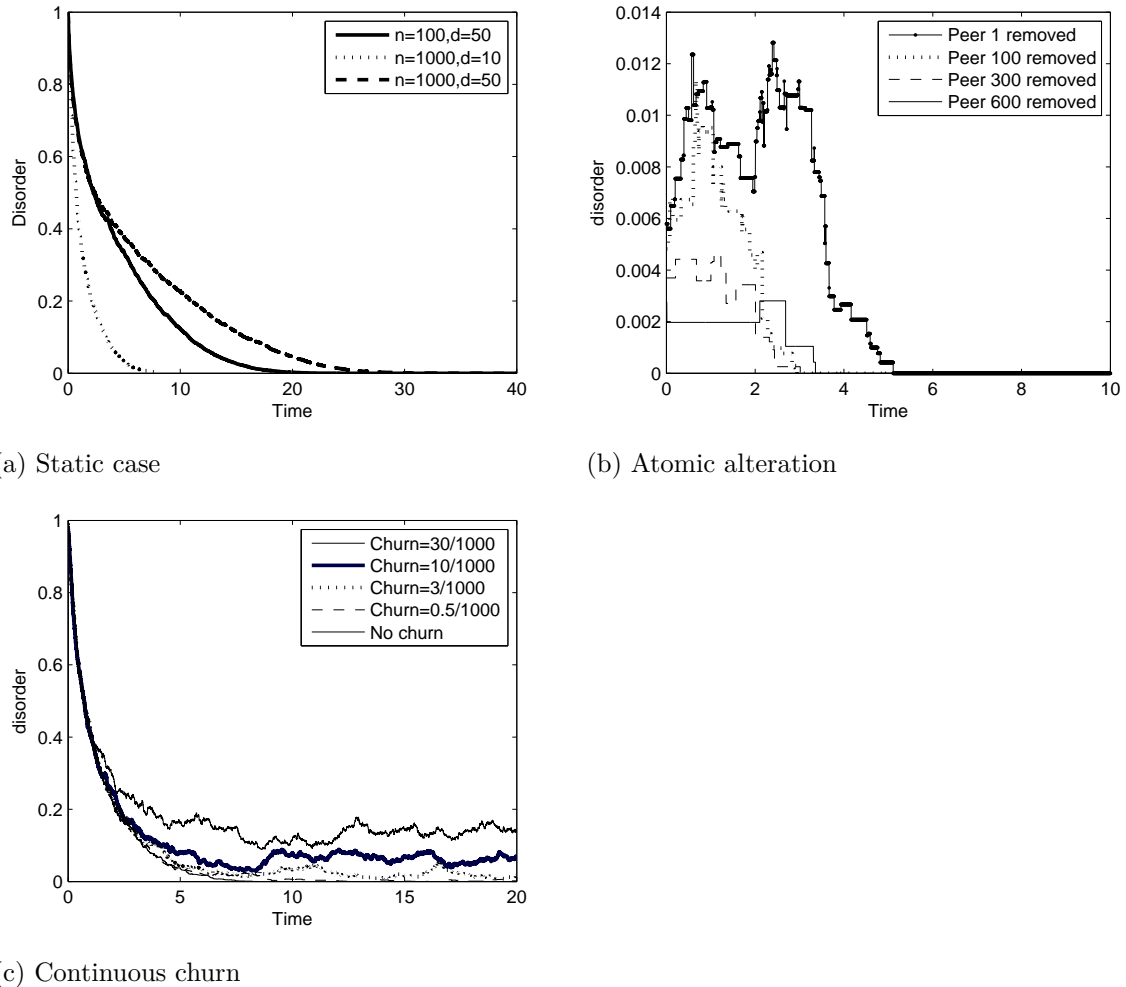 1
0.8
0.6
0.4
0.2
0
Disorder
n=100,d=50
n=1000,d=10
n=1000,d=50
0 10 20 30 40
Time
(a) Static case
0.014
0.012
0.01
0.008
0.006
0.004
0.002
0
disorder
Peer 1 removed
Peer 100 removed
Peer 300 removed
Peer 600 removed
0 2 4 6 8 10
Time
(b) Atomic alteration
1
0.8
0.6
0.4
0.2
0
disorder
Churn=30/1000
Churn=10/1000
Churn=3/1000
Churn=0.5/1000
No churn
0 5 10 15 20
Time
(c) Continuous churn